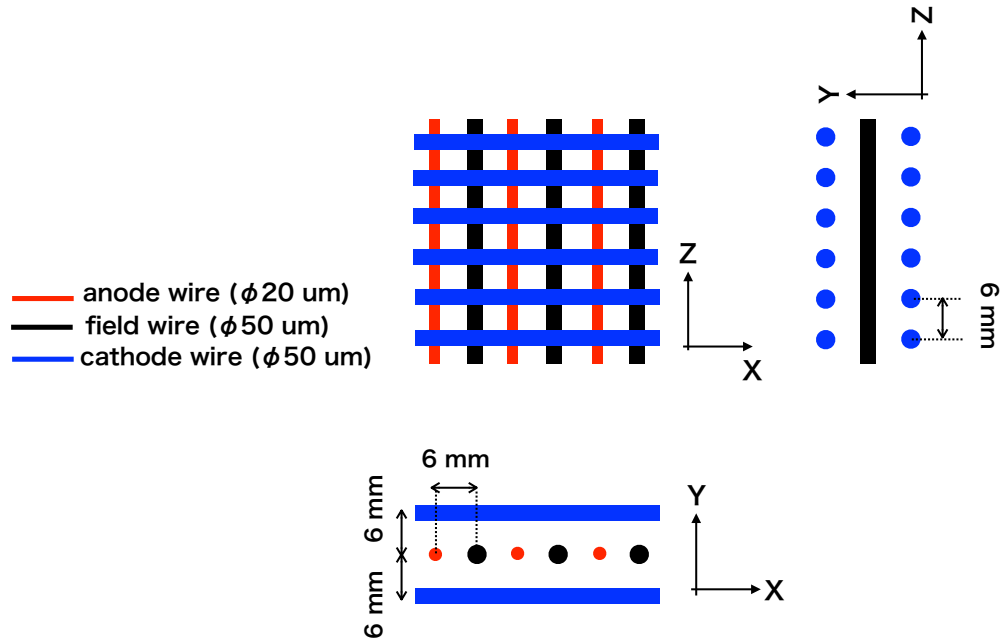 Z
Y
Z
X
anode wire (φ20 um)
field wire (φ50 um)
cathode wire (φ50 um)
6 mm
6 mm
6 mm
6 mm
Y
X